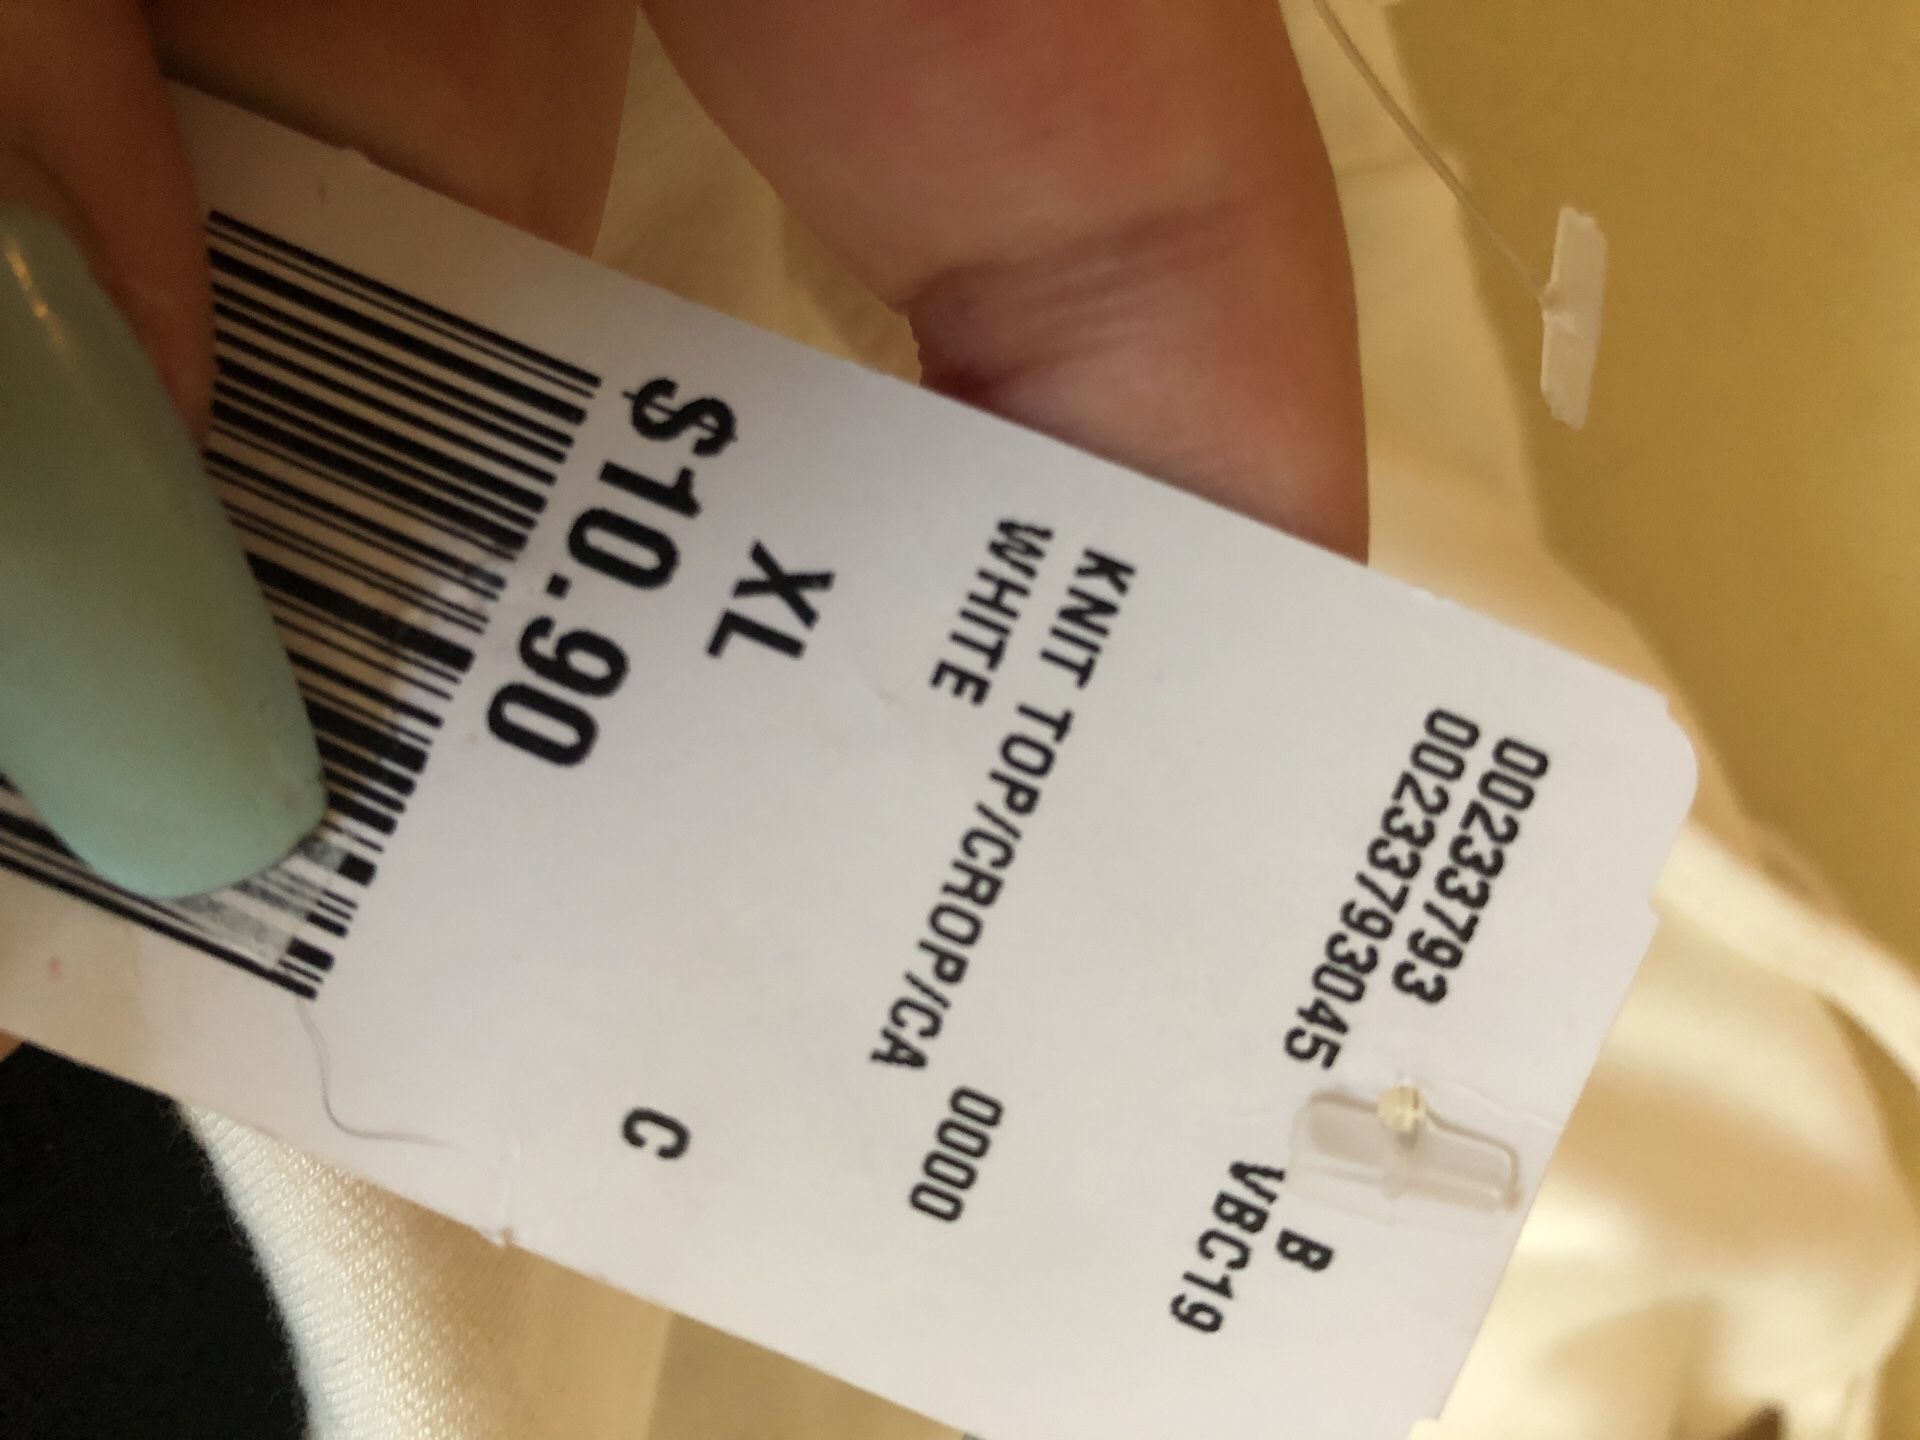 00233793 B
00233793045 VBC19
KNIT TOP/CROP/CA 0000
WHITE
XL
$10.90 C